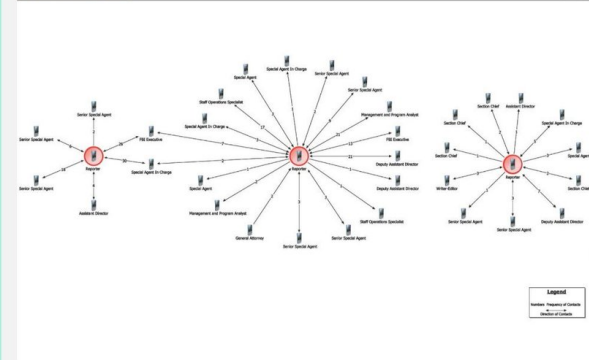 Senior Special Agent
Senior Special Agent
FBI Executive
Reporter
Special Agent In Charge
Senior Special Agent
Assistant Director
Special Agent In Charge
Special Agent
Senior Special Agent
Senior Special Agent
Staff Operations Specialist
Management and Program Analyst
Special Agent In Charge
FBI Executive
Reporter
Deputy Assistant Director
Special Agent
Deputy Assistant Director
Management and Program Analyst
Staff Operations Specialist
General Attorney
Senior Special Agent
Senior Special Agent
Section Chief
Assistant Director
Section Chief
Special Agent In Charge
Section Chief
Special Agent
Reporter
Writer-Editor
Section Chief
Senior Special Agent
Senior Special Agent
Deputy Assistant Director
Legend
Numbers Frequency of Contacts
Direction of Contacts